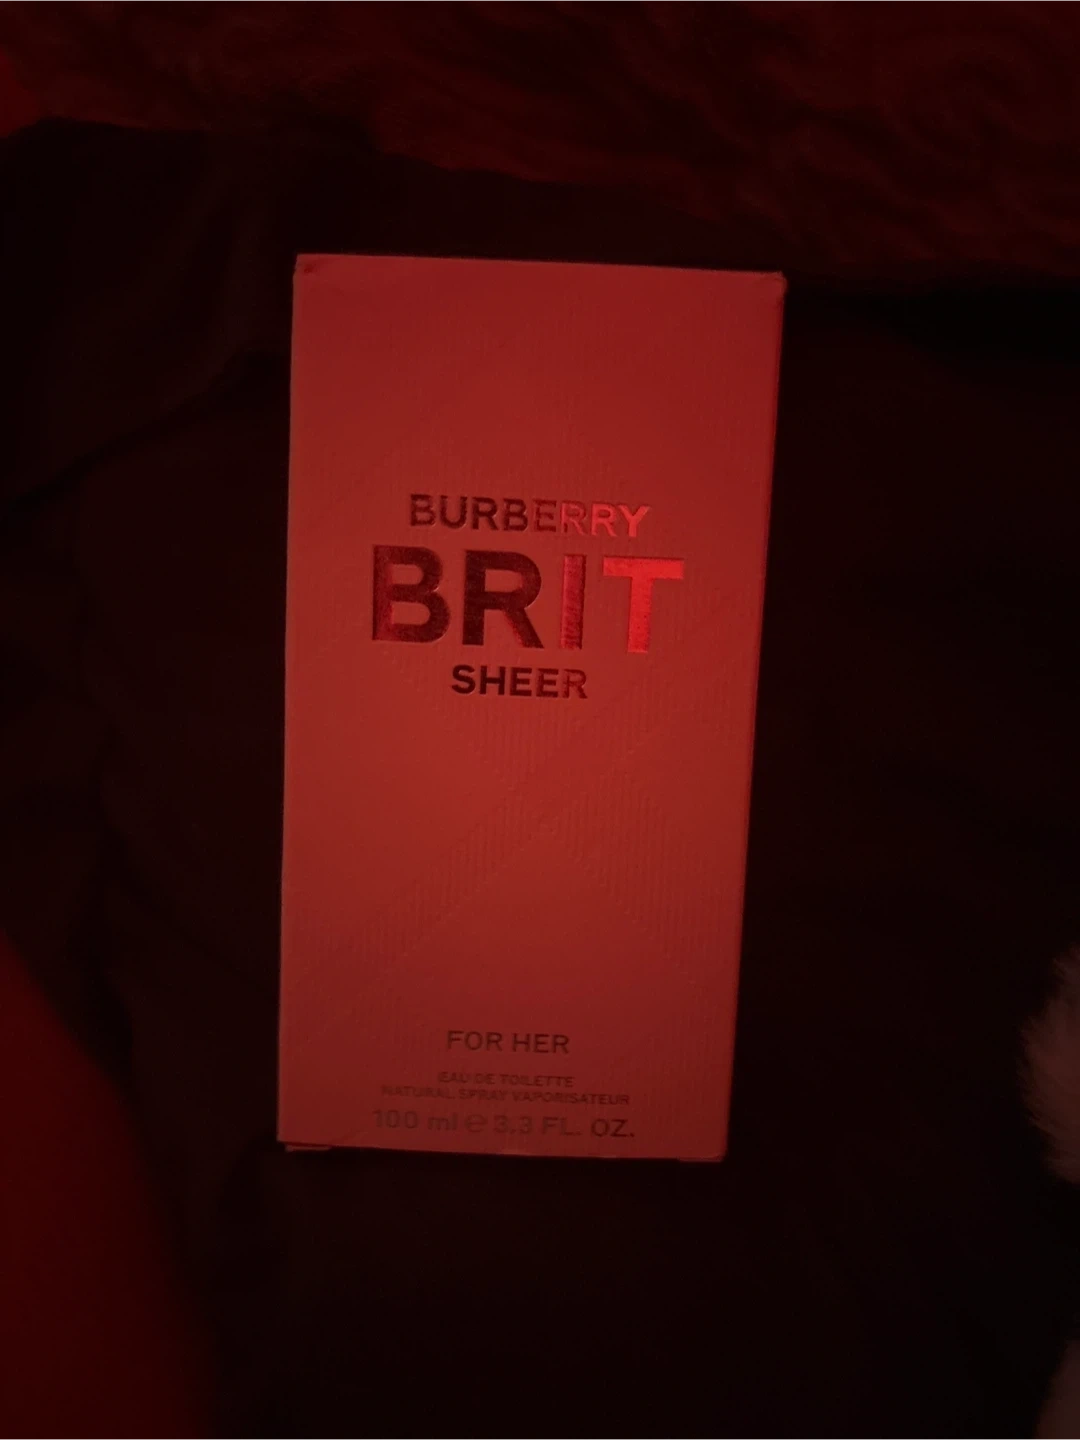 BURBERRY
BRIT
SHEER
FOR HER
EAU DE TOILETTE
NATURAL SPRAY VAPORISATEUR
100 ml ℮ 3.3 FL. OZ.